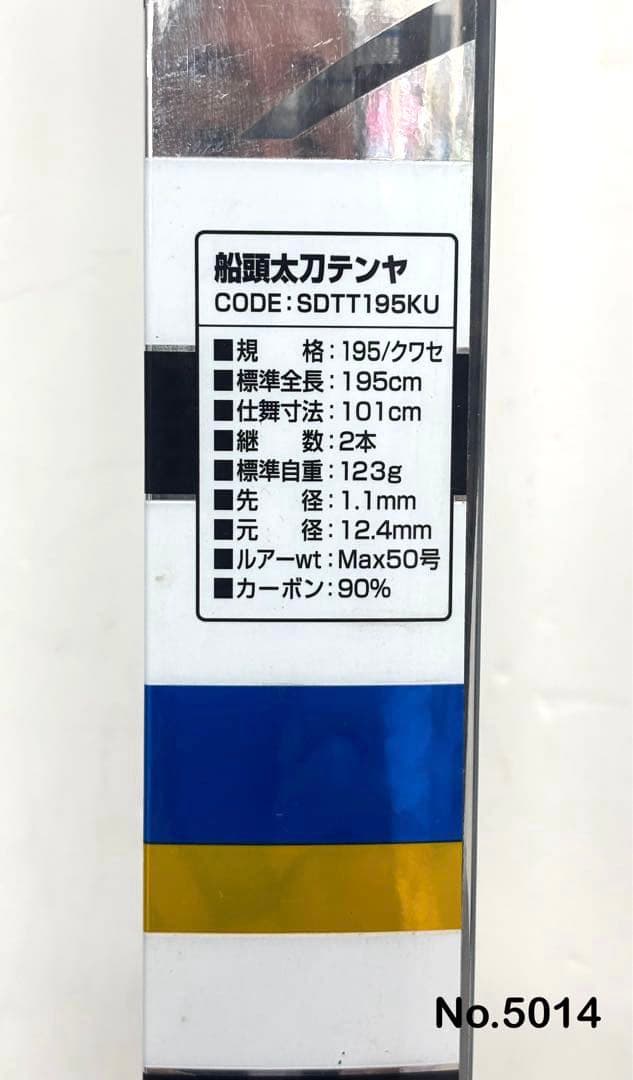 船頭太刀テンヤ
CODE:SDTT195KU
■規　格:195/クワセ
■標準全長:195cm
■仕舞寸法:101cm
■継　数:2本
■標準自重:123g
■先　径:1.1mm
■元　径:12.4mm
■ルアーwt:Max50号
■カーボン:90%
No.5014